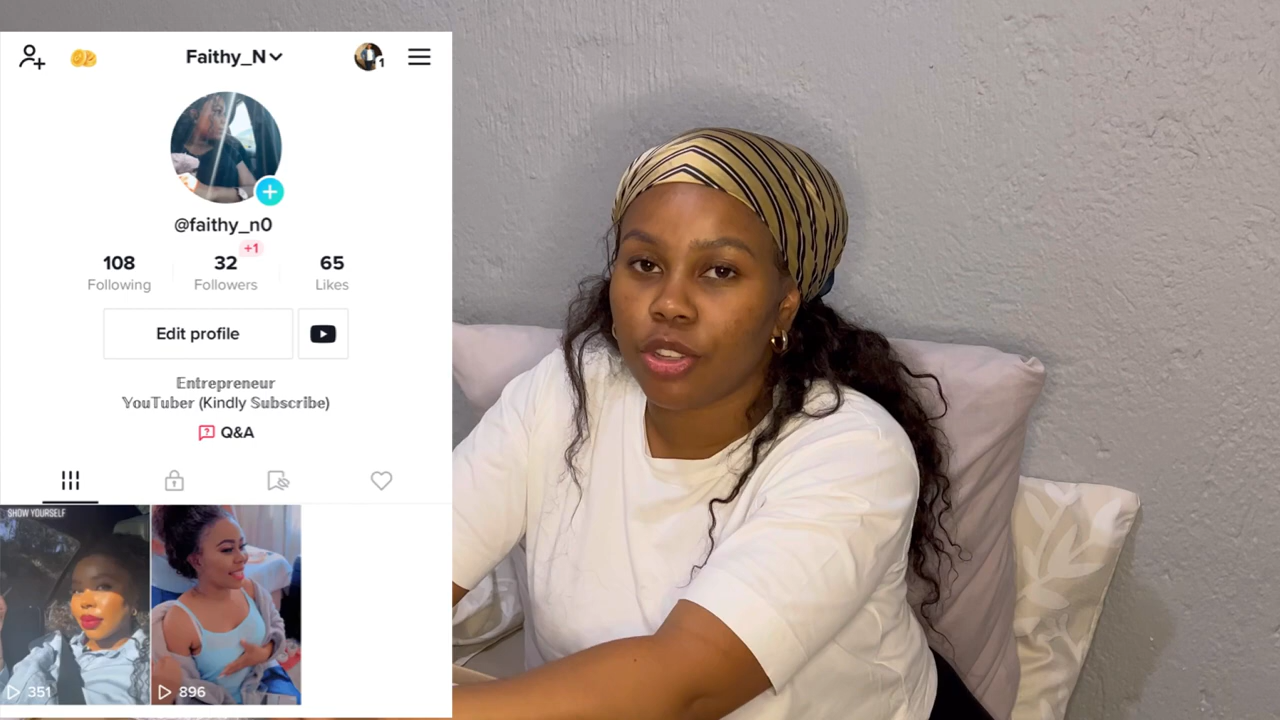 Faithy_N
1
@faithy_n0
+1
108 32 65
Following Followers Likes
Edit profile
Entrepreneur
YouTuber (Kindly Subscribe)
Q&A
SHOW YOURSELF
351 896